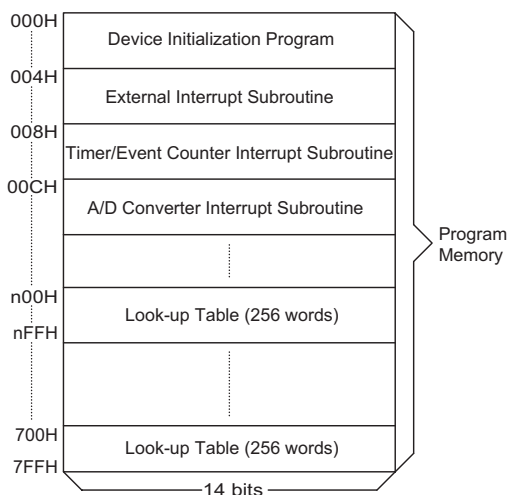 000H
Device Initialization Program
004H
External Interrupt Subroutine
008H
Timer/Event Counter Interrupt Subroutine
00CH
A/D Converter Interrupt Subroutine
Program
Memory
n00H
Look-up Table (256 words)
nFFH
700H
Look-up Table (256 words)
7FFH
14 bits